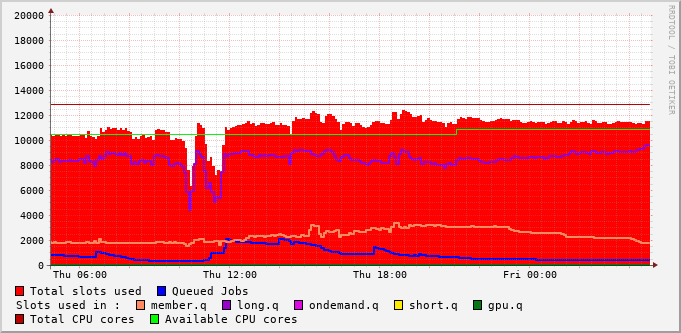 RRDTOOL / TOBI OETIKER
20000
18000
16000
14000
12000
10000
8000
6000
4000
2000
0
Thu 06:00 Thu 12:00 Thu 18:00 Fri 00:00
Total slots used Queued Jobs
Slots used in : member.q long.q ondemand.q short.q gpu.q
Total CPU cores Available CPU cores